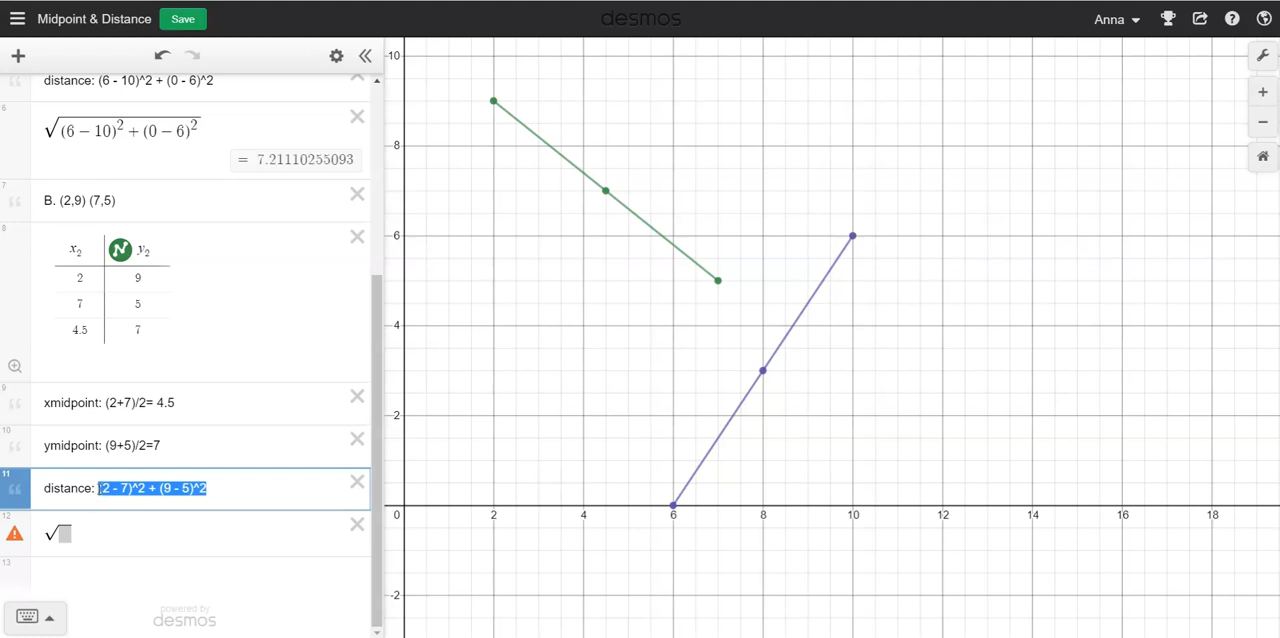 Midpoint & Distance
Save
desmos
Anna
distance: (6 - 10)^2 + (0 - 6)^2
6
√(6 − 10)² + (0 − 6)²
= 7.21110255093
7
B. (2,9) (7,5)
8
x₂ y₂
2 9
7 5
4.5 7
9
xmidpoint: (2+7)/2= 4.5
10
ymidpoint: (9+5)/2=7
11
distance: (2 - 7)^2 + (9 - 5)^2
12
√
13
powered by
desmos
10
8
6
4
2
0 2 4 6 8 10 12 14 16 18
-2